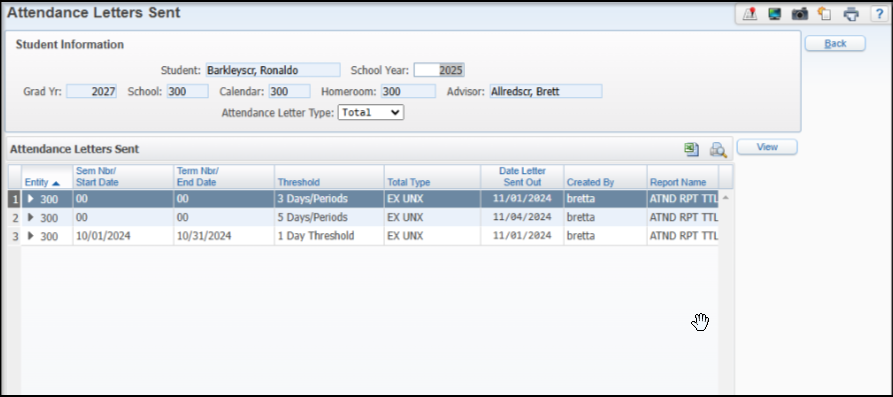 Attendance Letters Sent
?
Student Information
Back
Student: Barkleyscr, Ronaldo School Year: 2025
Grad Yr: 2027 School: 300 Calendar: 300 Homeroom: 300 Advisor: Allredscr, Brett
Attendance Letter Type: Total
Attendance Letters Sent
View
Entity Sem Nbr/ Start Date Term Nbr/ End Date Threshold Total Type Date Letter Sent Out Created By Report Name
1 300 00 00 3 Days/Periods EX UNX 11/01/2024 bretta ATND RPT TTL
2 300 00 00 5 Days/Periods EX UNX 11/04/2024 bretta ATND RPT TTL
3 300 10/01/2024 10/31/2024 1 Day Threshold EX UNX 11/01/2024 bretta ATND RPT TTL